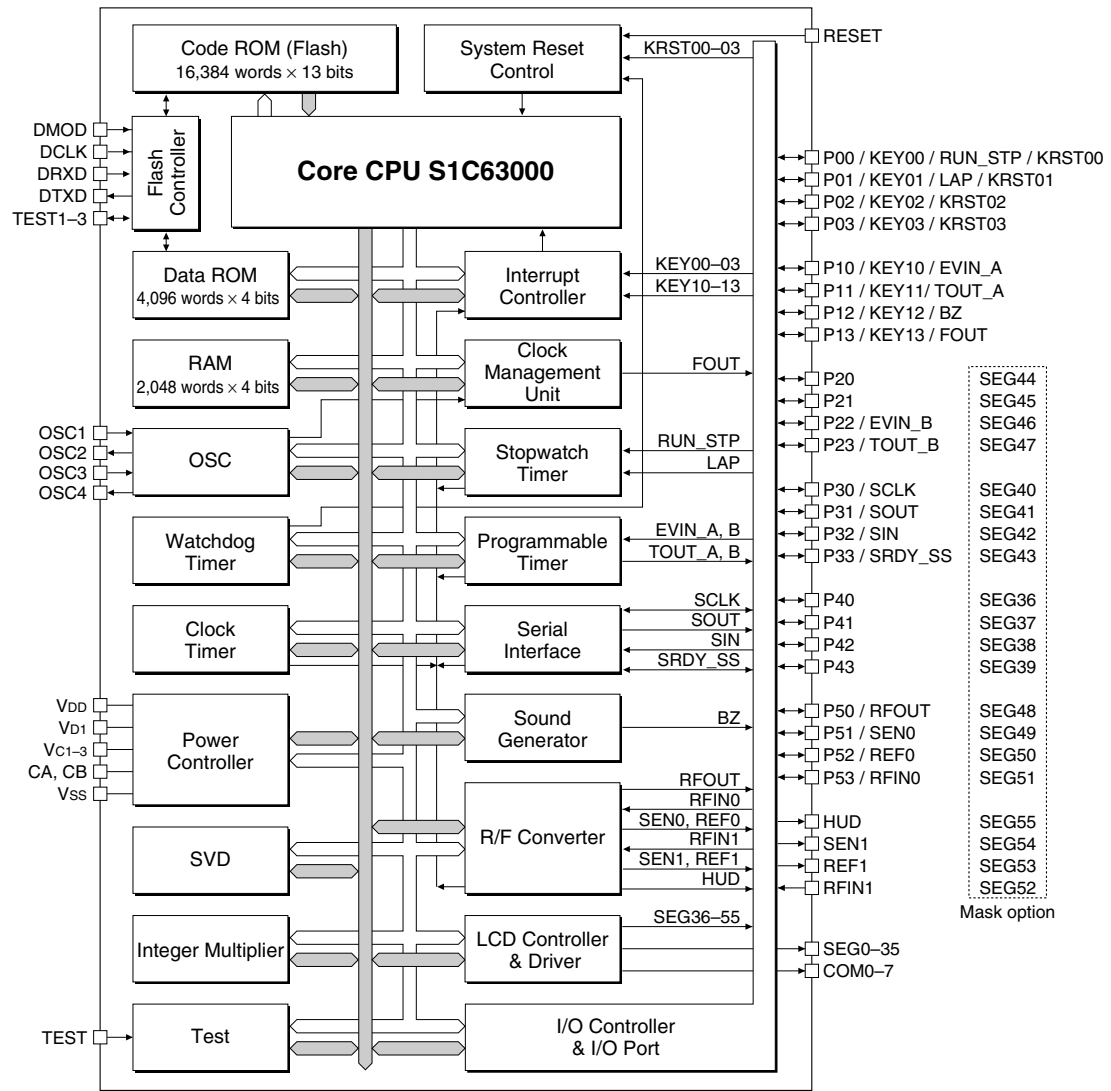 Code ROM (Flash)
16,384 words × 13 bits
System Reset
Control
KRST00–03
RESET
DMOD
DCLK
DRXD
DTXD
TEST1–3
Flash
Controller
Core CPU S1C63000
P00 / KEY00 / RUN_STP / KRST00
P01 / KEY01 / LAP / KRST01
P02 / KEY02 / KRST02
P03 / KEY03 / KRST03
Data ROM
4,096 words × 4 bits
Interrupt
Controller
KEY00–03
KEY10–13
P10 / KEY10 / EVIN_A
P11 / KEY11/ TOUT_A
P12 / KEY12 / BZ
P13 / KEY13 / FOUT
RAM
2,048 words × 4 bits
Clock
Management
Unit
FOUT
P20 SEG44
P21 SEG45
P22 / EVIN_B SEG46
P23 / TOUT_B SEG47
OSC1
OSC2
OSC3
OSC4
OSC
Stopwatch
Timer
RUN_STP
LAP
P30 / SCLK SEG40
P31 / SOUT SEG41
P32 / SIN SEG42
P33 / SRDY_SS SEG43
Watchdog
Timer
Programmable
Timer
EVIN_A, B
TOUT_A, B
Clock
Timer
Serial
Interface
SCLK
SOUT
SIN
SRDY_SS
P40 SEG36
P41 SEG37
P42 SEG38
P43 SEG39
VDD
VD1
VC1–3
CA, CB
VSS
Power
Controller
Sound
Generator
BZ
P50 / RFOUT SEG48
P51 / SEN0 SEG49
P52 / REF0 SEG50
P53 / RFIN0 SEG51
SVD
R/F Converter
RFOUT
RFIN0
SEN0, REF0
RFIN1
SEN1, REF1
HUD
HUD SEG55
SEN1 SEG54
REF1 SEG53
RFIN1 SEG52
Mask option
Integer Multiplier
LCD Controller
& Driver
SEG36–55
SEG0–35
COM0–7
TEST
Test
I/O Controller
& I/O Port